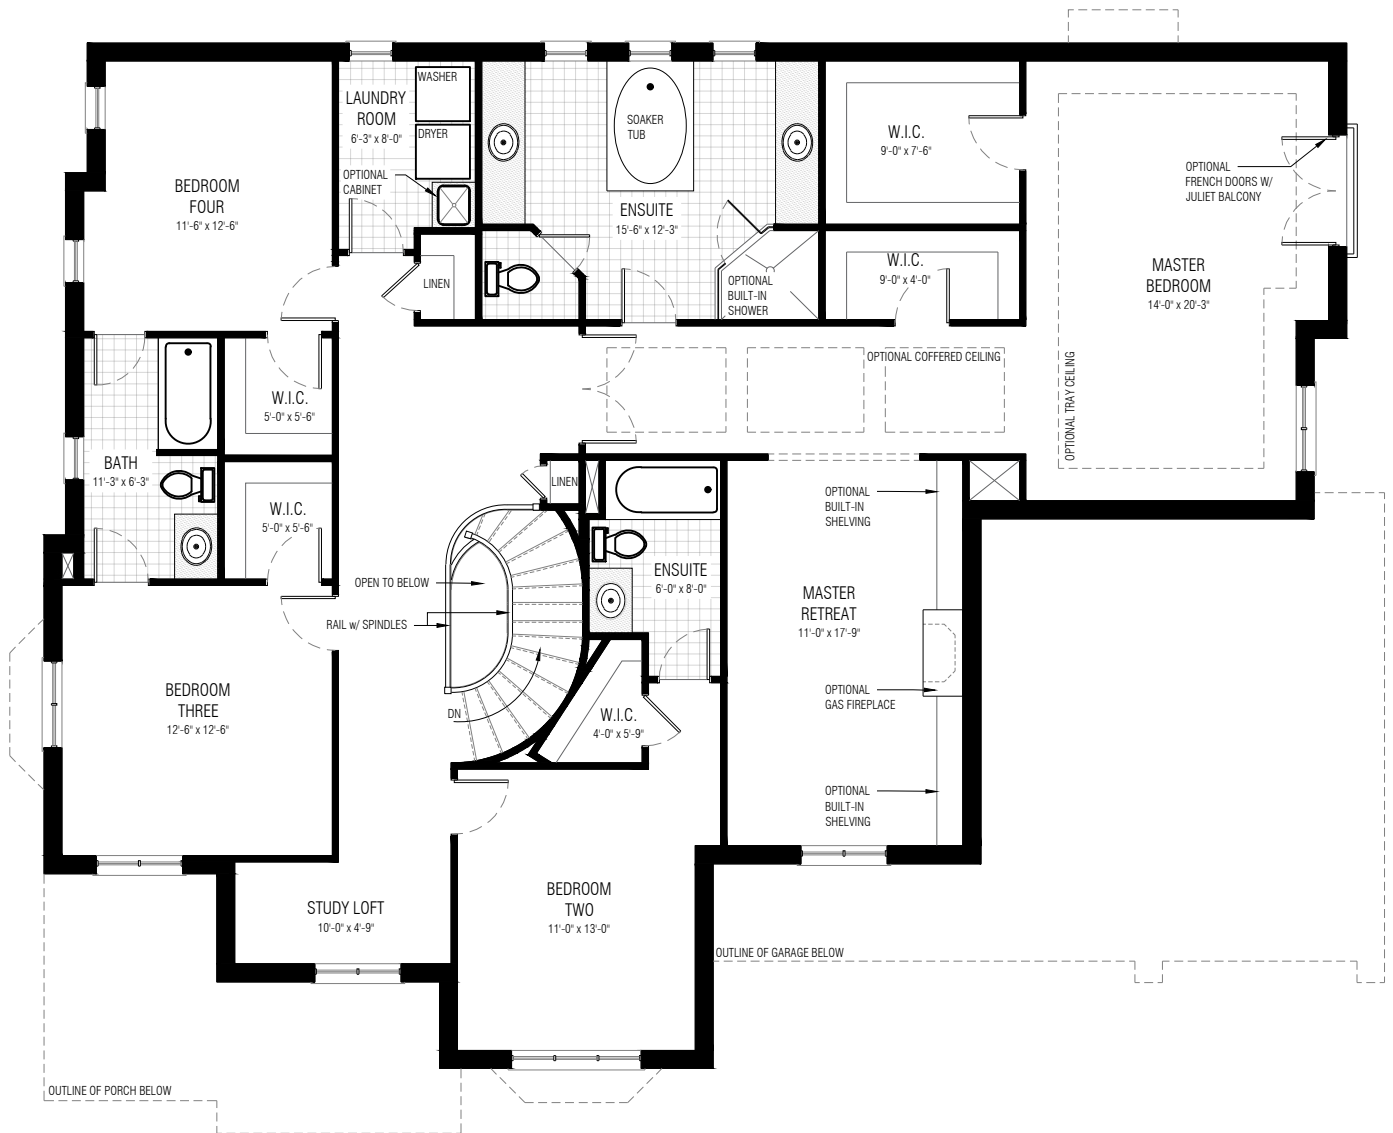 WASHER
LAUNDRY
ROOM
6'-3" x 8'-0"
DRYER
OPTIONAL
CABINET
SOAKER
TUB
W.I.C.
9'-0" x 7'-6"
OPTIONAL
FRENCH DOORS W/
JULIET BALCONY
BEDROOM
FOUR
11'-6" x 12'-6"
ENSUITE
15'-6" x 12'-3"
LINEN
OPTIONAL
BUILT-IN
SHOWER
W.I.C.
9'-0" x 4'-0"
MASTER
BEDROOM
14'-0" x 20'-3"
OPTIONAL COFFERED CEILING
OPTIONAL TRAY CEILING
W.I.C.
5'-0" x 5'-6"
BATH
11'-3" x 6'-3"
W.I.C.
5'-0" x 5'-6"
LINEN
OPTIONAL
BUILT-IN
SHELVING
OPEN TO BELOW
RAIL w/ SPINDLES
ENSUITE
6'-0" x 8'-0"
MASTER
RETREAT
11'-0" x 17'-9"
BEDROOM
THREE
12'-6" x 12'-6"
DN
W.I.C.
4'-0" x 5'-9"
OPTIONAL
GAS FIREPLACE
OPTIONAL
BUILT-IN
SHELVING
STUDY LOFT
10'-0" x 4'-9"
BEDROOM
TWO
11'-0" x 13'-0"
OUTLINE OF GARAGE BELOW
OUTLINE OF PORCH BELOW